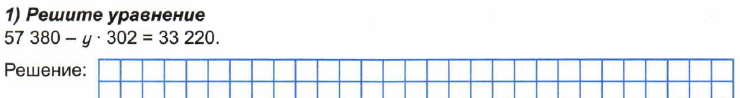 1) Решите уравнение
57 380 – y · 302 = 33 220.
Решение: